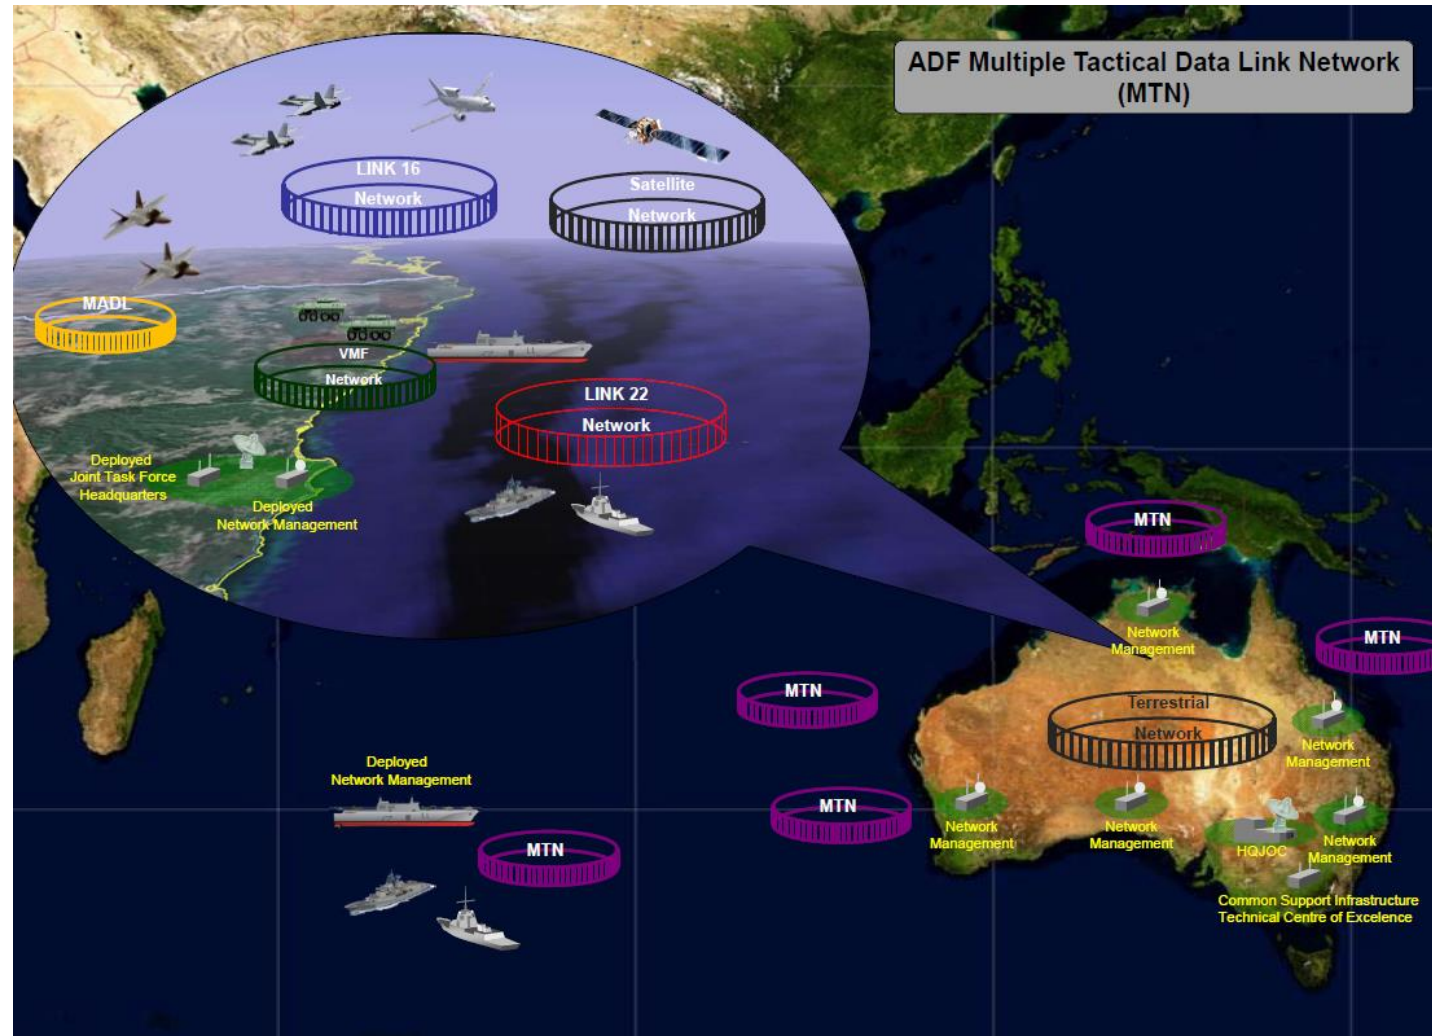 ADF Multiple Tactical Data Link Network
(MTN)
LINK 16
Network
Satellite
Network
MADL
VMF
Network
LINK 22
Network
Deployed
Joint Task Force
Headquarters
Deployed
Network Management
MTN
Network
Management
MTN
MTN
Terrestrial
Network
Network
Management
Deployed
Network Management
MTN
Network
Management
Network
Management
HQJOC
Network
Management
MTN
Common Support Infrastructure
Technical Centre of Excelence